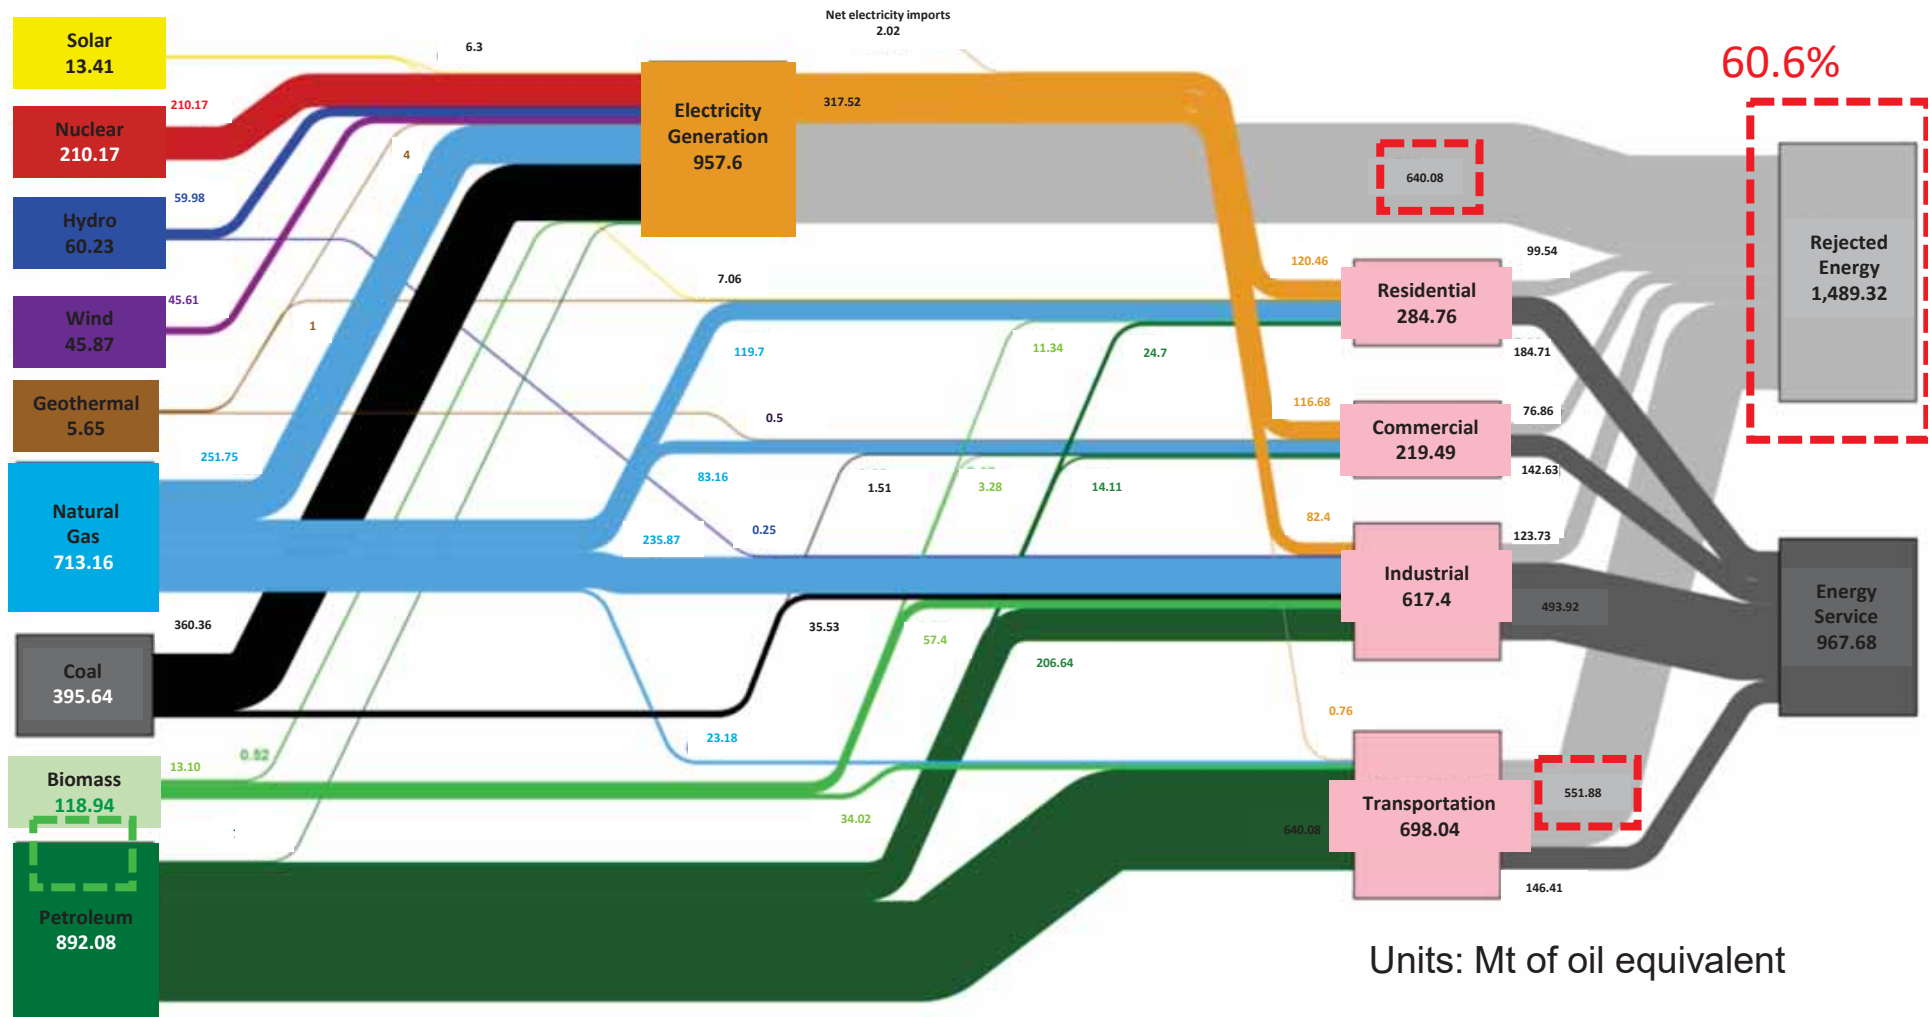 Net electricity imports
2.02
Solar
13.41
6.3
60.6%
210.17
Nuclear
210.17
Electricity
Generation
957.6
317.52
4
640.08
59.98
Hydro
60.23
Rejected
Energy
1,489.32
99.54
120.46
7.06
Residential
284.76
45.61
Wind
45.87
1
119.7
11.34
24.7
184.71
Geothermal
5.65
0.5
116.68
Commercial
219.49
76.86
251.75
83.16
1.51
3.28
14.11
142.63
Natural
Gas
713.16
235.87
0.25
82.4
123.73
Industrial
617.4
493.92
Energy
Service
967.68
360.36
35.53
57.4
206.64
Coal
395.64
0.76
23.18
0.52
13.10
Biomass
118.94
34.02
640.08
Transportation
698.04
551.88
146.41
Petroleum
892.08
Units: Mt of oil equivalent